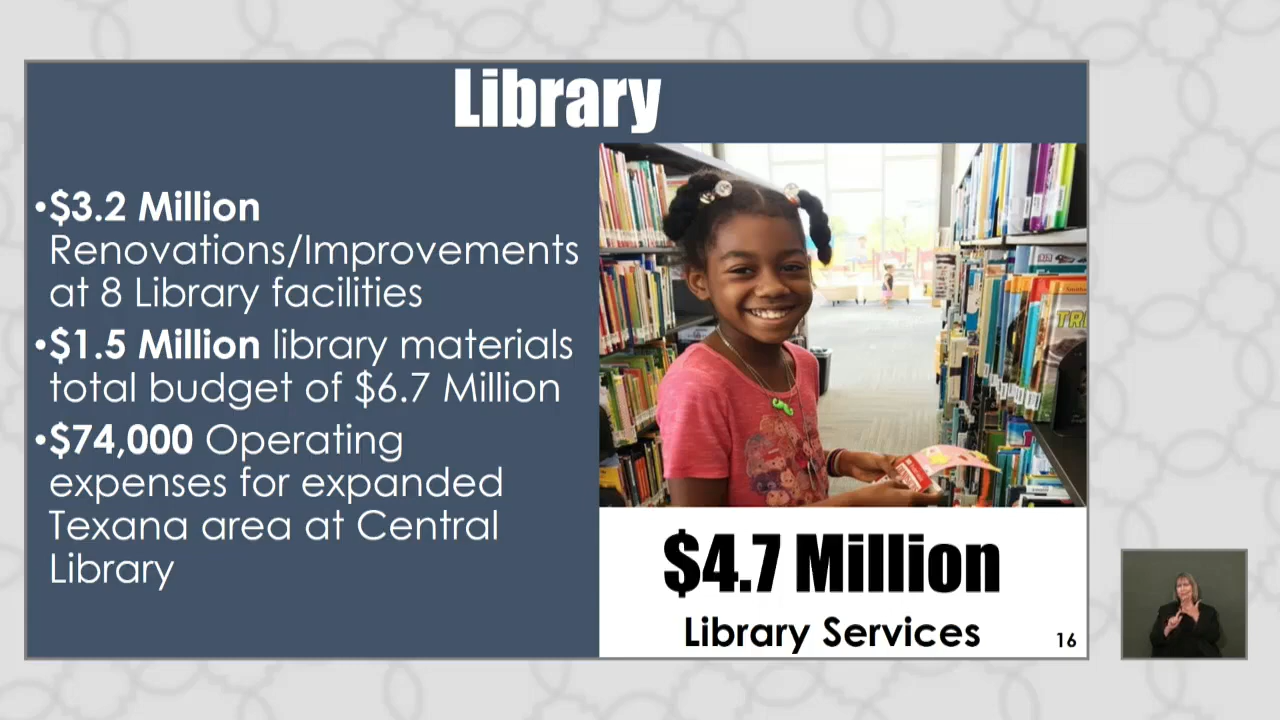 Library
•$3.2 Million
Renovations/Improvements
at 8 Library facilities
•$1.5 Million library materials
total budget of $6.7 Million
•$74,000 Operating
expenses for expanded
Texana area at Central
Library
TR
$4.7 Million
Library Services
16